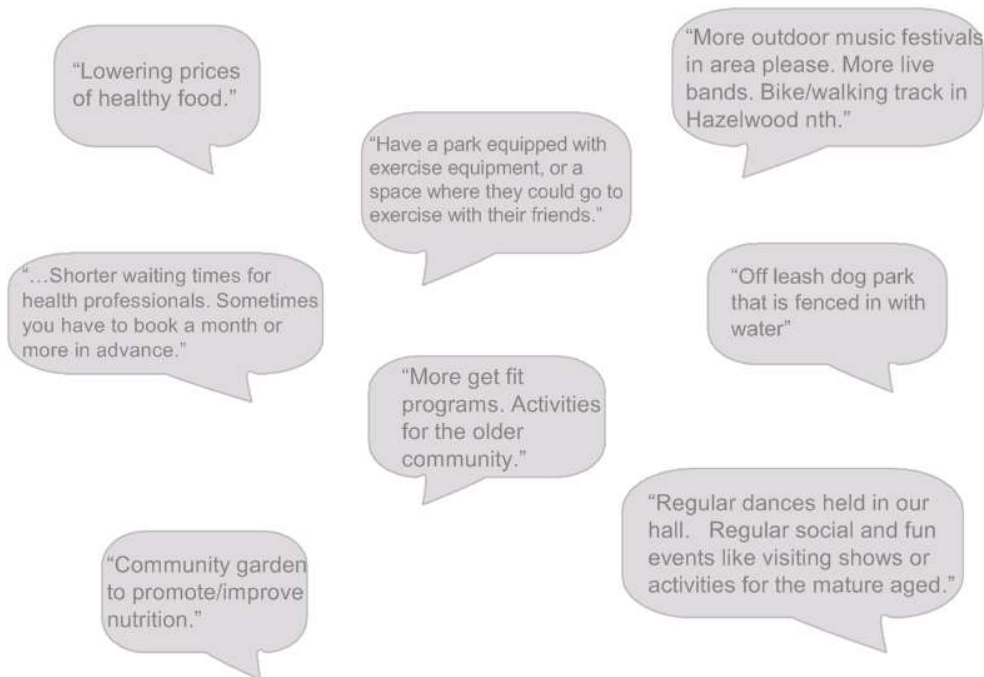 “Lowering prices
of healthy food.”
“More outdoor music festivals
in area please. More live
bands. Bike/walking track in
Hazelwood nth.”
“Have a park equipped with
exercise equipment, or a
space where they could go to
exercise with their friends.”
“...Shorter waiting times for
health professionals. Sometimes
you have to book a month or
more in advance.”
“Off leash dog park
that is fenced in with
water”
“More get fit
programs. Activities
for the older
community.”
“Regular dances held in our
hall.   Regular social and fun
events like visiting shows or
activities for the mature aged.”
“Community garden
to promote/improve
nutrition.”